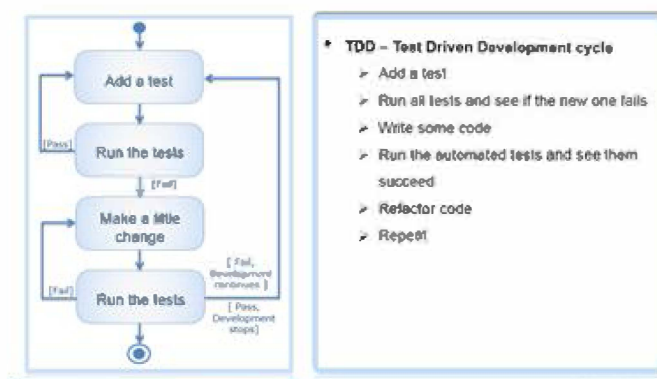 Add a test
[Pass]
Run the tests
[Fail]
Make a little
change
[Fail]
Run the tests
[ Fail,
Development
continues ]
[ Pass,
Development
stops]
• TDD – Test Driven Development cycle
➢ Add a test
➢ Run all tests and see if the new one fails
➢ Write some code
➢ Run the automated tests and see them
succeed
➢ Refactor code
➢ Repeat